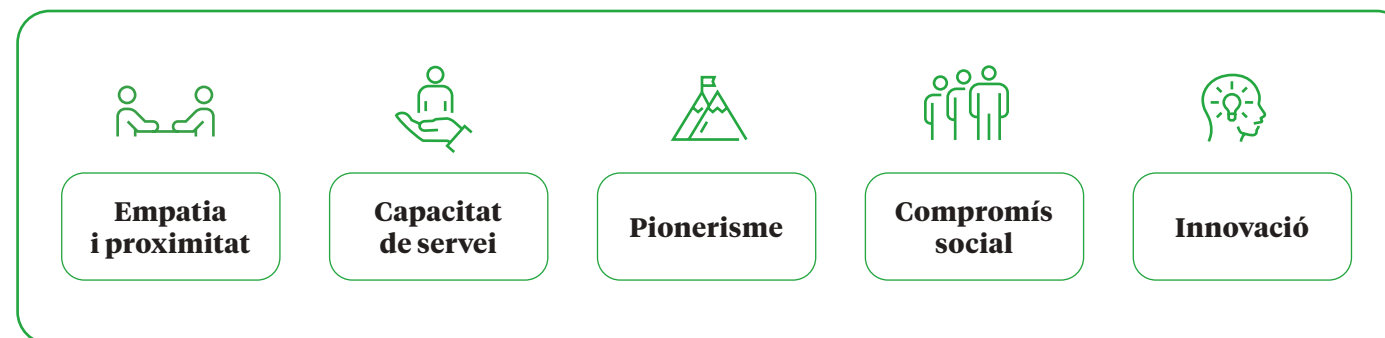 Empatia
i proximitat
Capacitat
de servei
Pionerisme
Compromís
social
Innovació